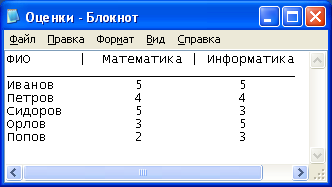 Оценки - Блокнот
Файл Правка Формат Вид Справка
ФИО | Математика | Информатика
Иванов 5 5
Петров 4 4
Сидоров 5 3
Орлов 3 5
Попов 2 3